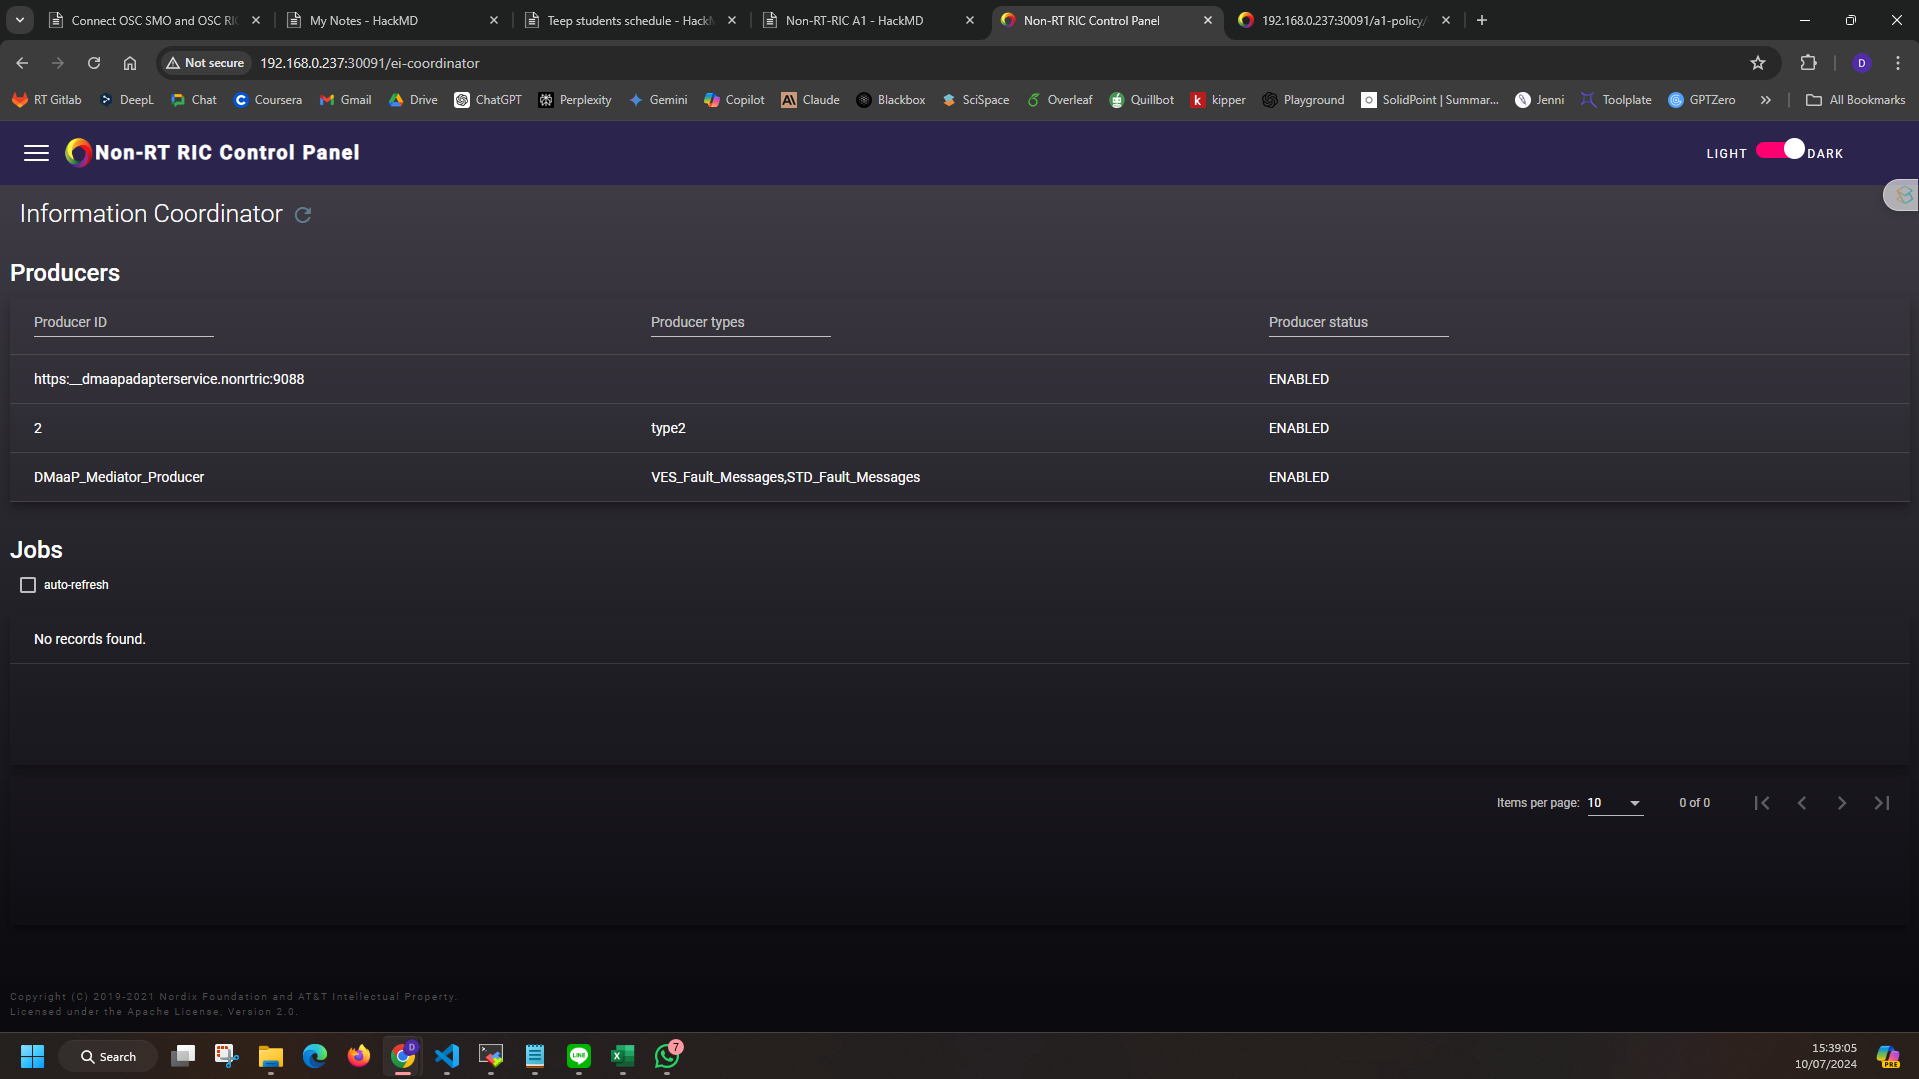 Connect OSC SMO and OSC RIC
My Notes - HackMD
Teep students schedule - HackM
Non-RT-RIC A1 - HackMD
Non-RT RIC Control Panel
192.168.0.237:30091/a1-policy/
Not secure
192.168.0.237:30091/ei-coordinator
D
RT Gitlab
DeepL
Chat
Coursera
Gmail
Drive
ChatGPT
Perplexity
Gemini
Copilot
Claude
Blackbox
SciSpace
Overleaf
Quillbot
kipper
Playground
SolidPoint | Summar...
Jenni
Toolplate
GPTZero
All Bookmarks
Non-RT RIC Control Panel
LIGHT
DARK
Information Coordinator
Producers
Producer ID
Producer types
Producer status
https:__dmaapadapterservice.nonrtric:9088
ENABLED
2
type2
ENABLED
DMaaP_Mediator_Producer
VES_Fault_Messages,STD_Fault_Messages
ENABLED
Jobs
auto-refresh
No records found.
Items per page:
10
0 of 0
Copyright (C) 2019-2021 Nordix Foundation and AT&T Intellectual Property.
Licensed under the Apache License, Version 2.0.
Search
D
7
15:39:05
10/07/2024
PRE